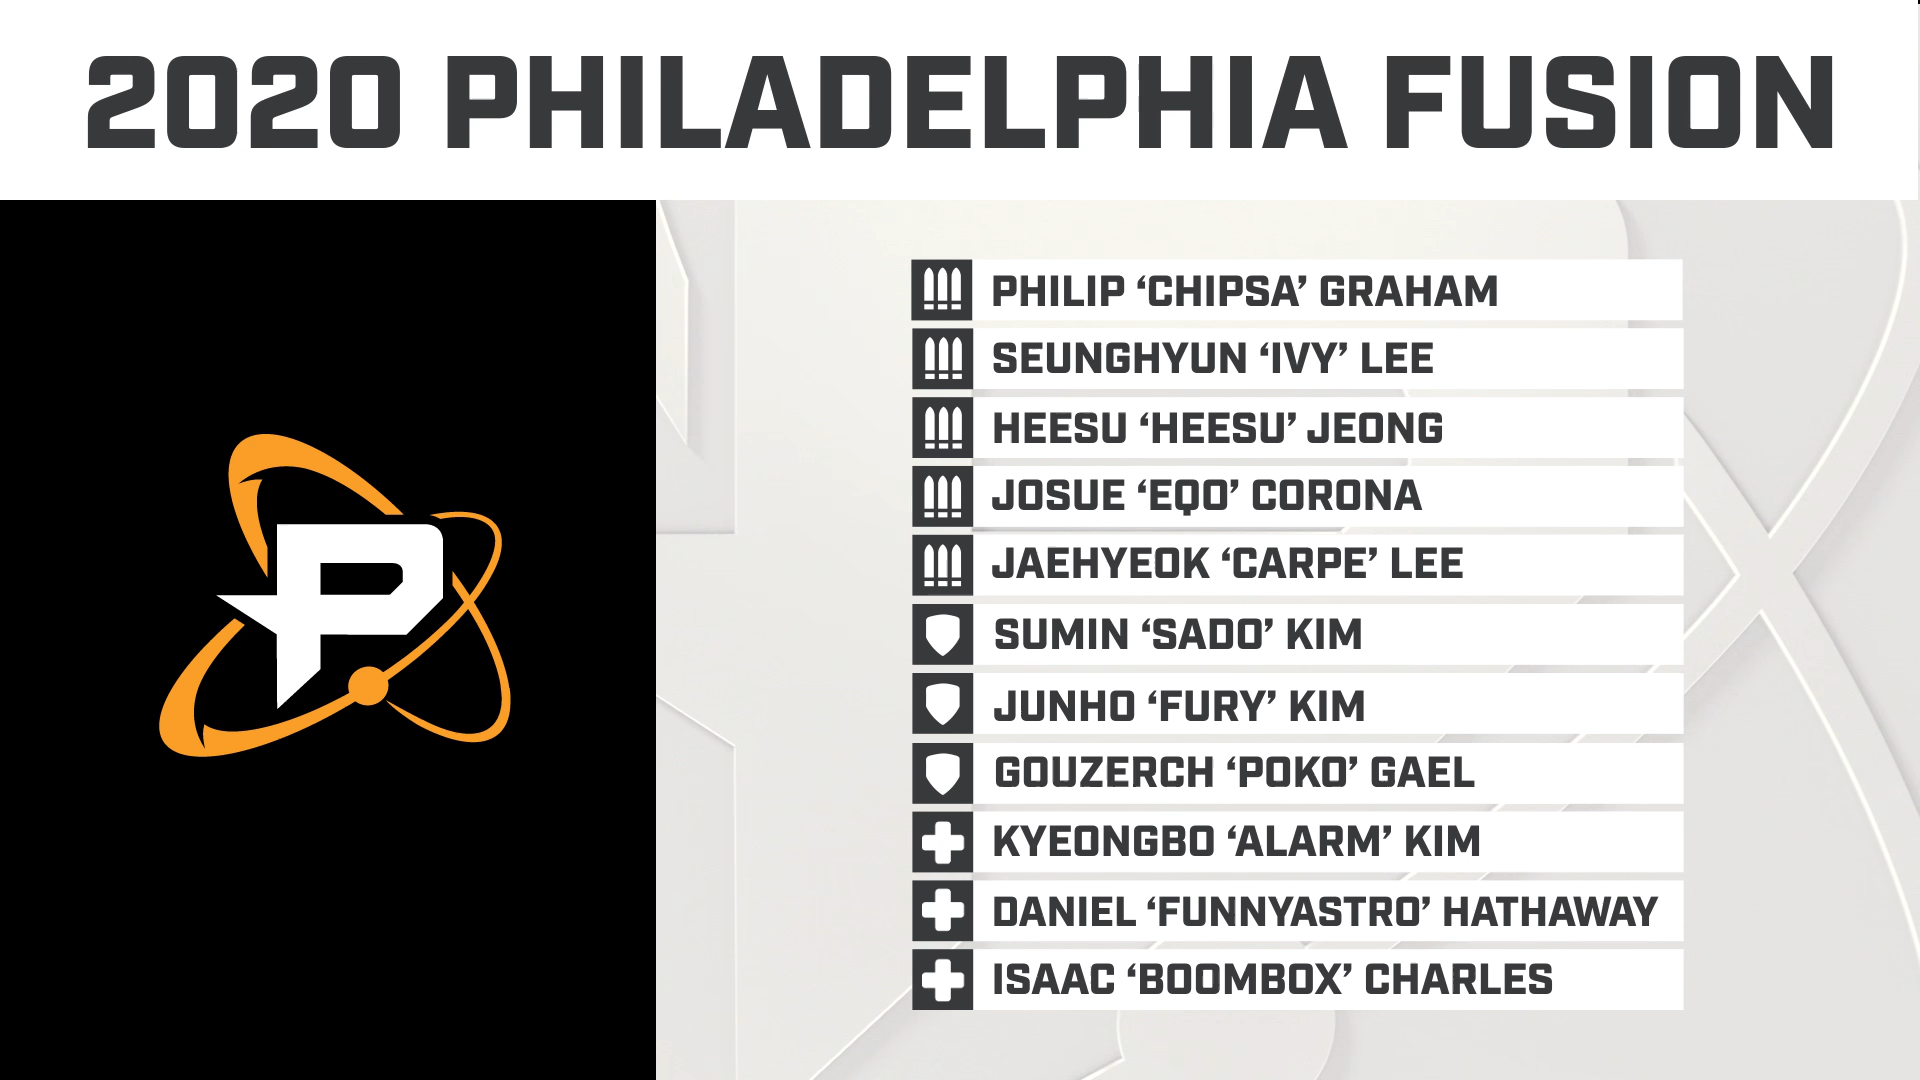 2020 PHILADELPHIA FUSION
P
PHILIP ‘CHIPSA’ GRAHAM
SEUNGHYUN ‘IVY’ LEE
HEESU ‘HEESU’ JEONG
JOSUE ‘EQO’ CORONA
JAEHYEOK ‘CARPE’ LEE
SUMIN ‘SADO’ KIM
JUNHO ‘FURY’ KIM
GOUZERCH ‘POKO’ GAEL
KYEONGBO ‘ALARM’ KIM
DANIEL ‘FUNNYASTRO’ HATHAWAY
ISAAC ‘BOOMBOX’ CHARLES